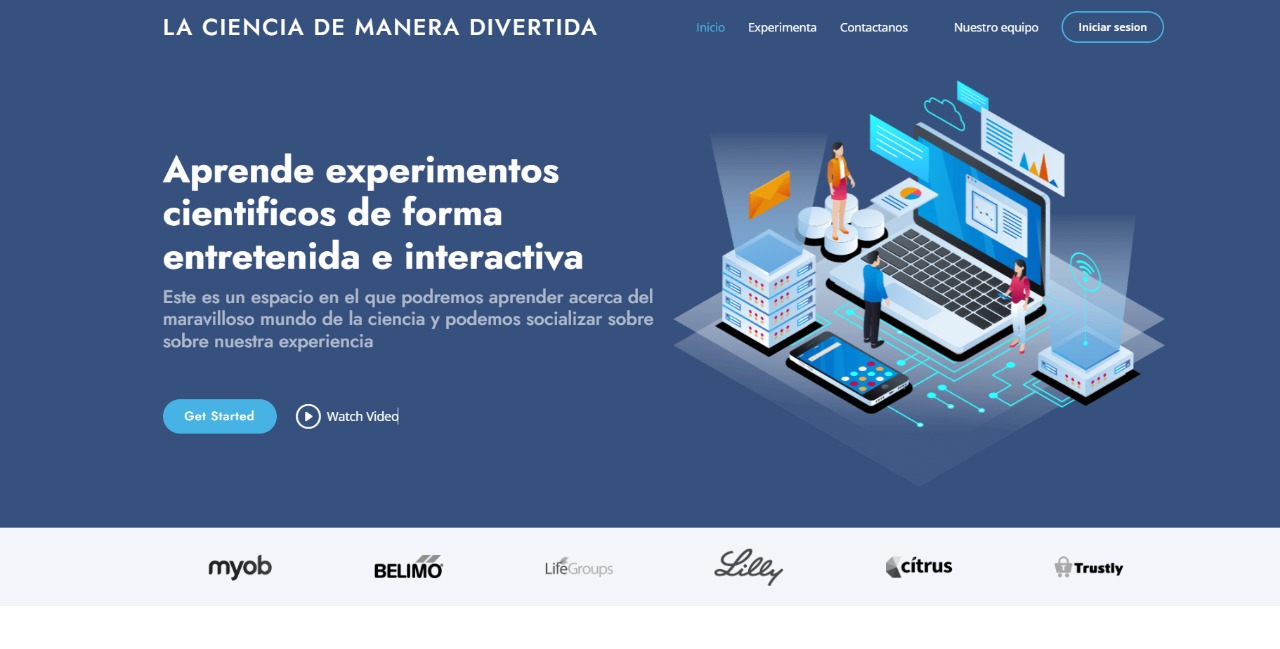 LA CIENCIA DE MANERA DIVERTIDA
Inicio Experimenta Contactanos Nuestro equipo Iniciar sesion
Aprende experimentos
cientificos de forma
entretenida e interactiva
Este es un espacio en el que podremos aprender acerca del
maravilloso mundo de la ciencia y podemos socializar sobre
sobre nuestra experiencia
Get Started Watch Video
myob BELIMO LifeGroups Lilly cítrus Trustly